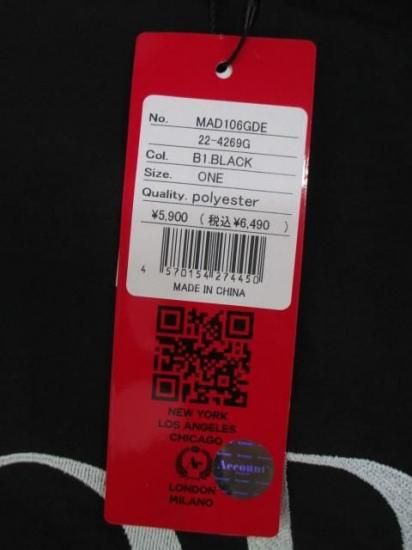 No. MAD106GDE
22-4269G
Col. B1.BLACK
Size. ONE
Quality. polyester
¥5,900 ( 税込 ¥6,490 )
4 570154 274450
MADE IN CHINA
NEW YORK
LOS ANGELES
CHICAGO
Account
LONDON
MILANO